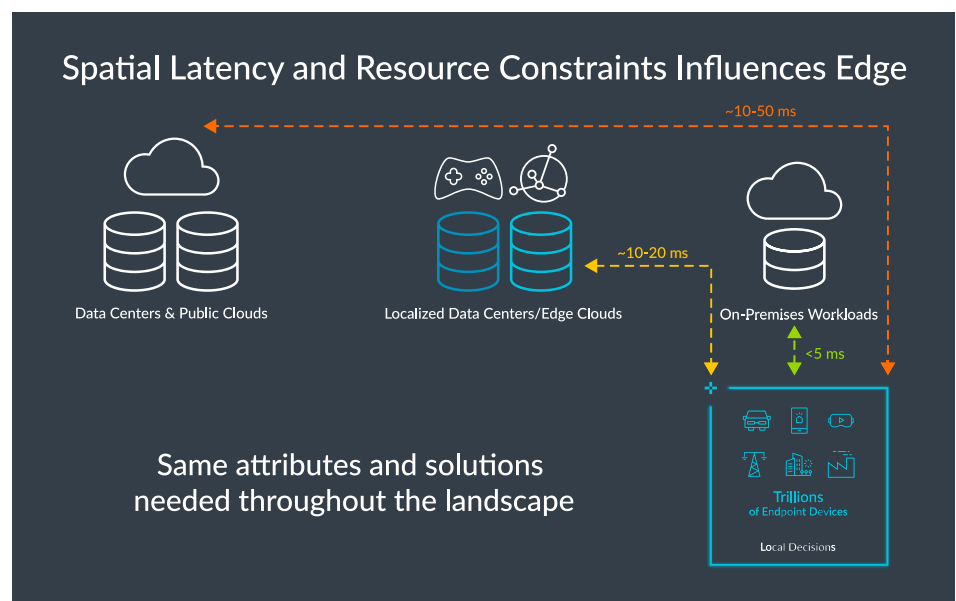 Spatial Latency and Resource Constraints Influences Edge
~10-50 ms
~10-20 ms
Data Centers & Public Clouds
Localized Data Centers/Edge Clouds
On-Premises Workloads
<5 ms
Same attributes and solutions
needed throughout the landscape
Trillions
of Endpoint Devices
Local Decisions